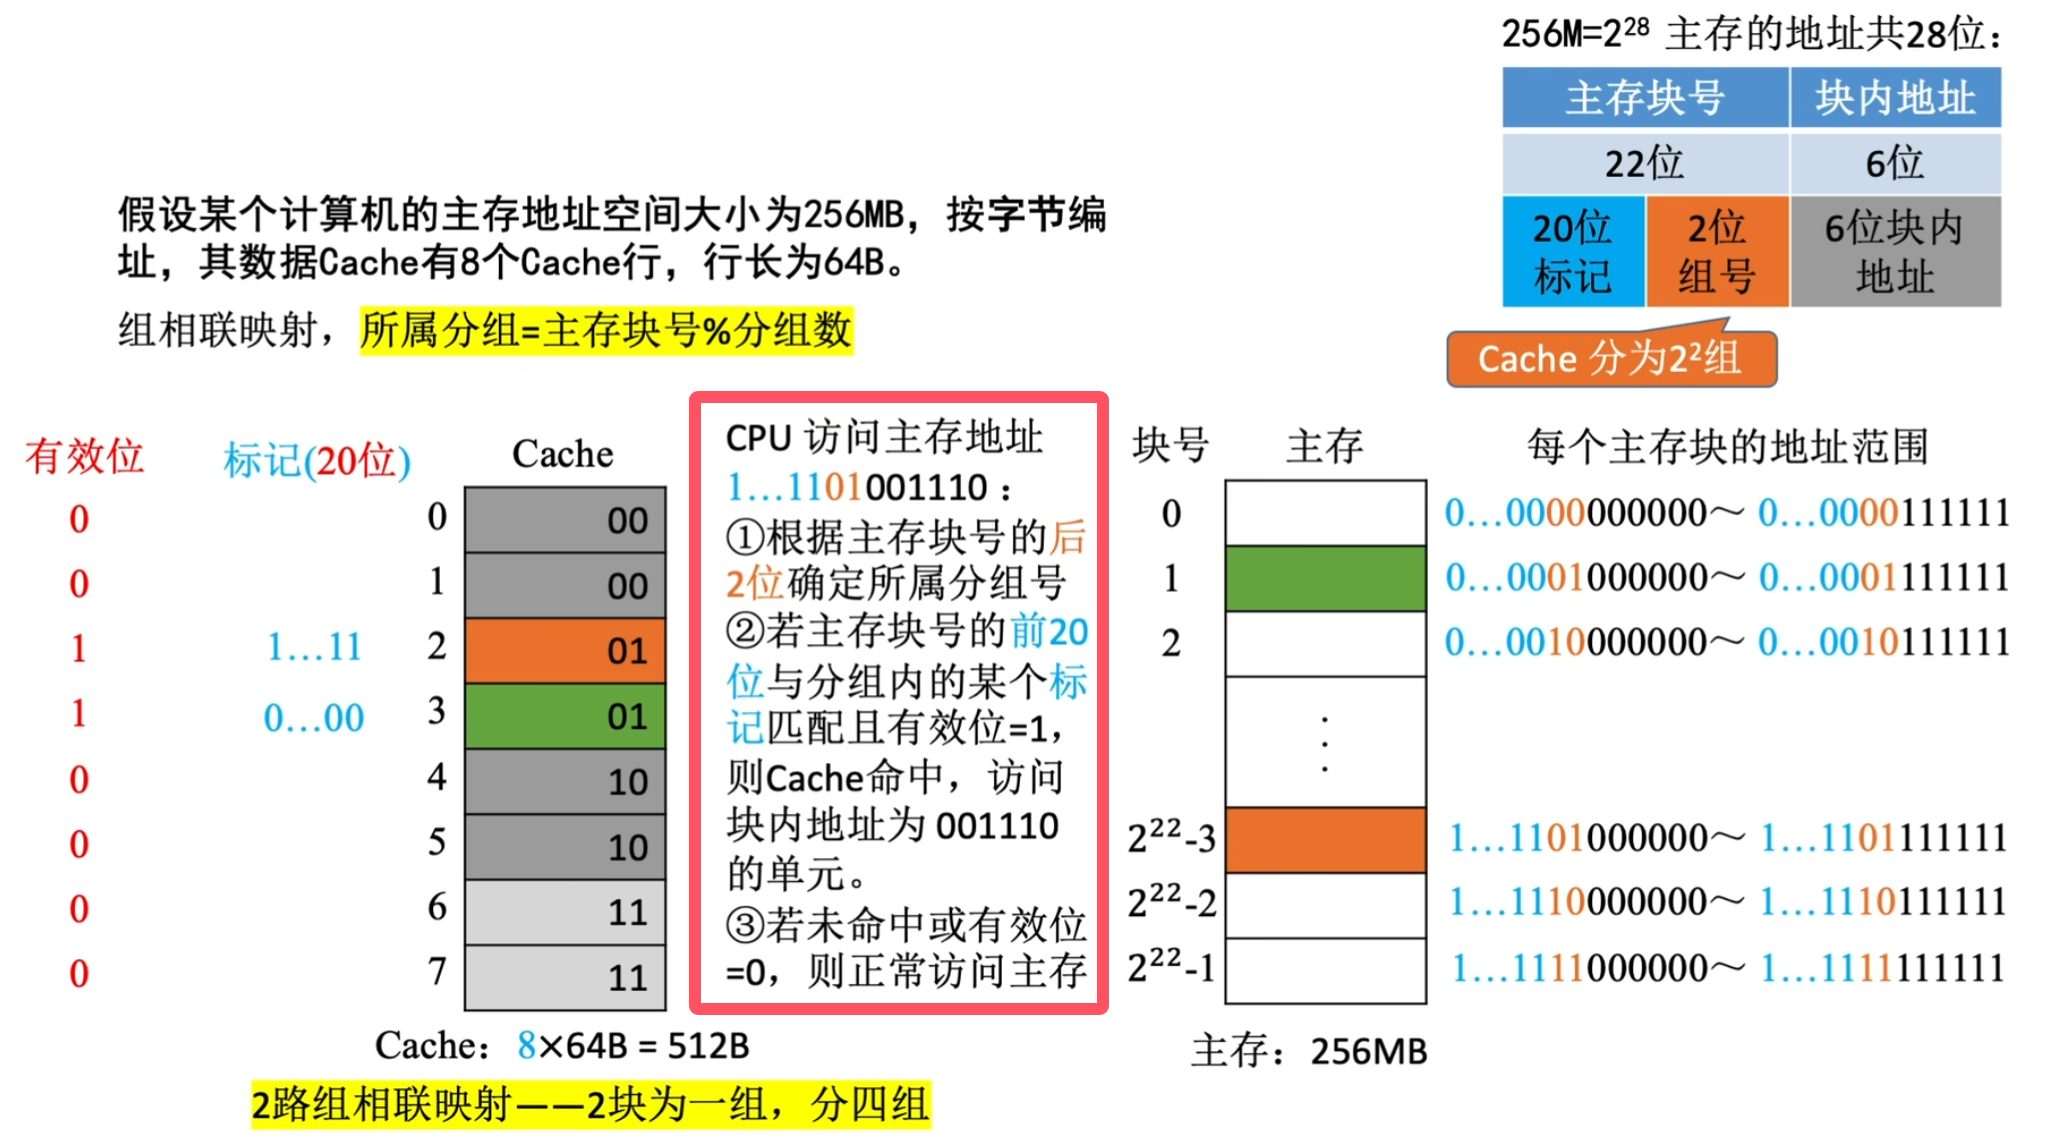 256M=2²⁸ 主存的地址共28位：
主存块号 块内地址
22位 6位
20位标记 2位组号 6位块内地址
Cache 分为2²组
假设某个计算机的主存地址空间大小为256MB，按字节编
址，其数据Cache有8个Cache行，行长为64B。
组相联映射，所属分组=主存块号%分组数
有效位 标记(20位) Cache
0 0 00
0 1 00
1 1…11 2 01
1 0…00 3 01
0 4 10
0 5 10
0 6 11
0 7 11
Cache：8×64B = 512B
2路组相联映射——2块为一组，分四组
CPU 访问主存地址
1…1101001110：
①根据主存块号的后
2位确定所属分组号
②若主存块号的前20
位与分组内的某个标
记匹配且有效位=1，
则Cache命中，访问
块内地址为 001110
的单元。
③若未命中或有效位
=0，则正常访问主存
块号 主存 每个主存块的地址范围
0 0…0000000000～ 0…0000111111
1 0…0001000000～ 0…0001111111
2 0…0010000000～ 0…0010111111
2²²-3 1…1101000000～ 1…1101111111
2²²-2 1…1110000000～ 1…1110111111
2²²-1 1…1111000000～ 1…1111111111
主存：256MB